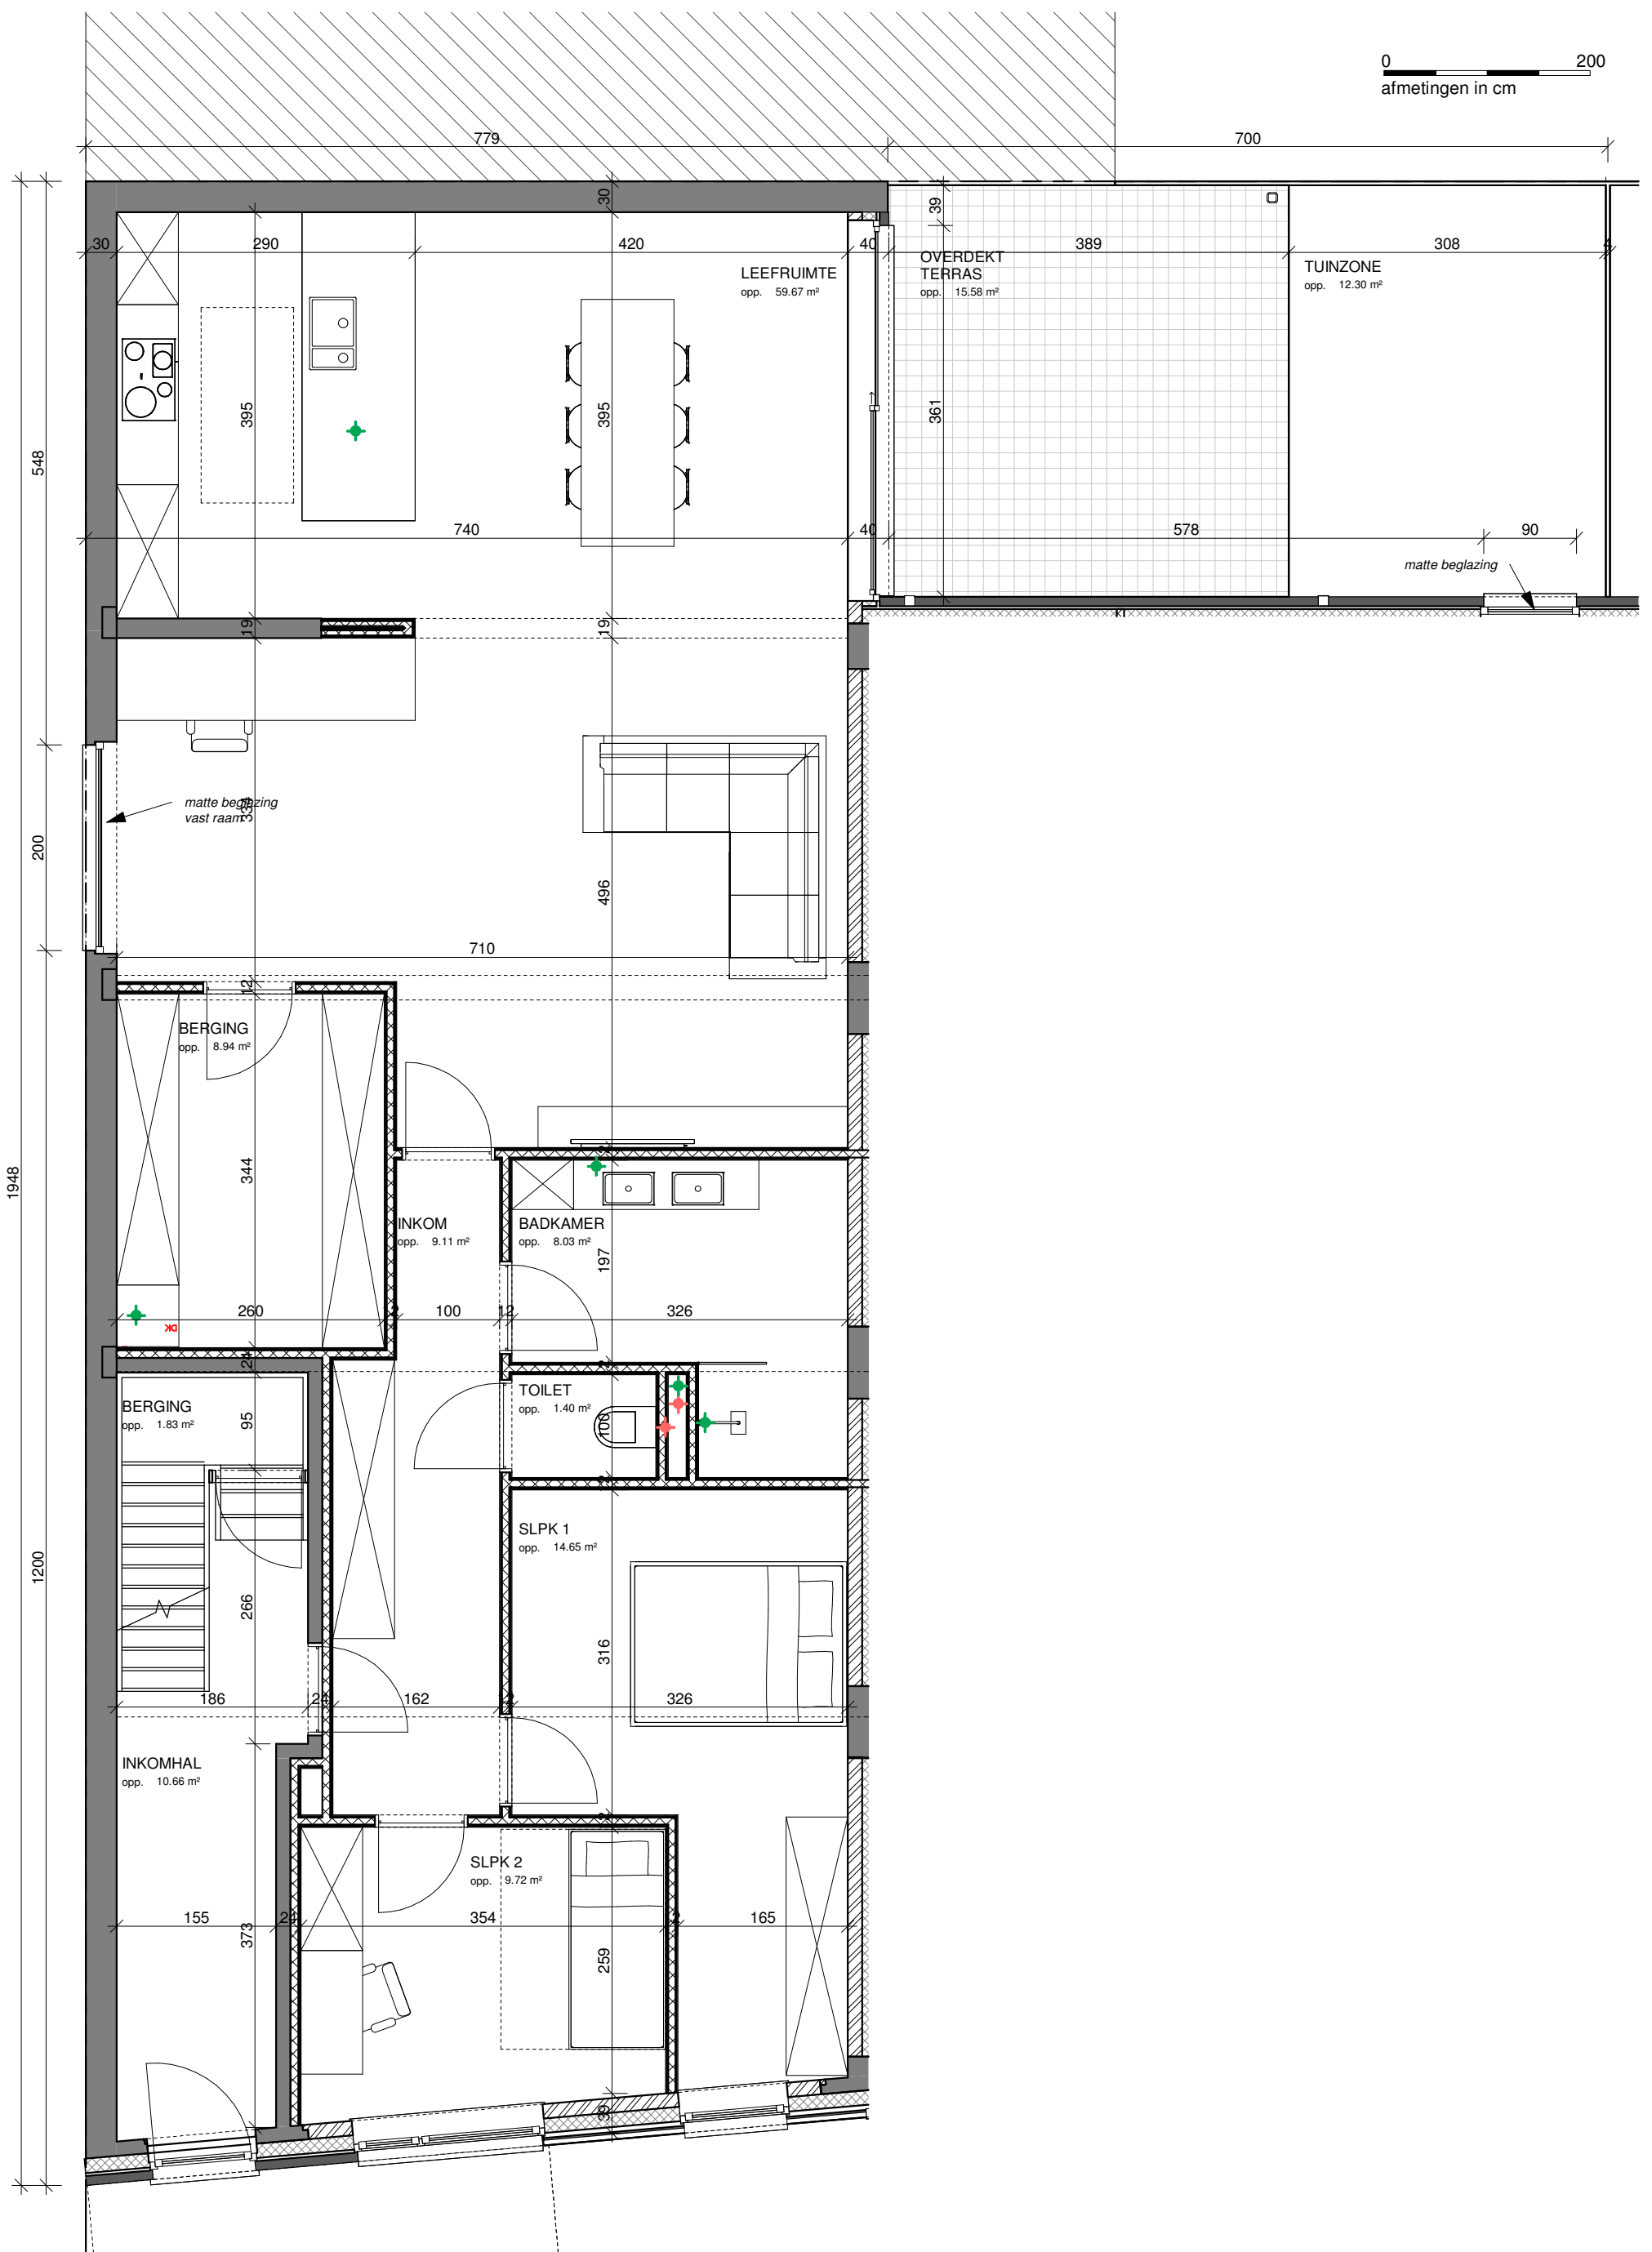 0 200
afmetingen in cm
779 700
30
39
30 290 420 40 389 308
LEEFRUIMTE
opp. 59.67 m²
OVERDEKT
TERRAS
opp. 15.58 m²
TUINZONE
opp. 12.30 m²
395
395
361
548
740 40 578 90
matte beglazing
19
19
matte beglazing
vast raam
334
200
496
710
12
BERGING
opp. 8.94 m²
344
1948
INKOM
opp. 9.11 m²
BADKAMER
opp. 8.03 m²
197
260 12 100 12 326
24
BERGING
opp. 1.83 m²
95
TOILET
opp. 1.40 m²
100
SLPK 1
opp. 14.65 m²
1200
266
316
186 24 162 12 326
INKOMHAL
opp. 10.66 m²
SLPK 2
opp. 9.72 m²
155 24 354 12 165
373
259
39